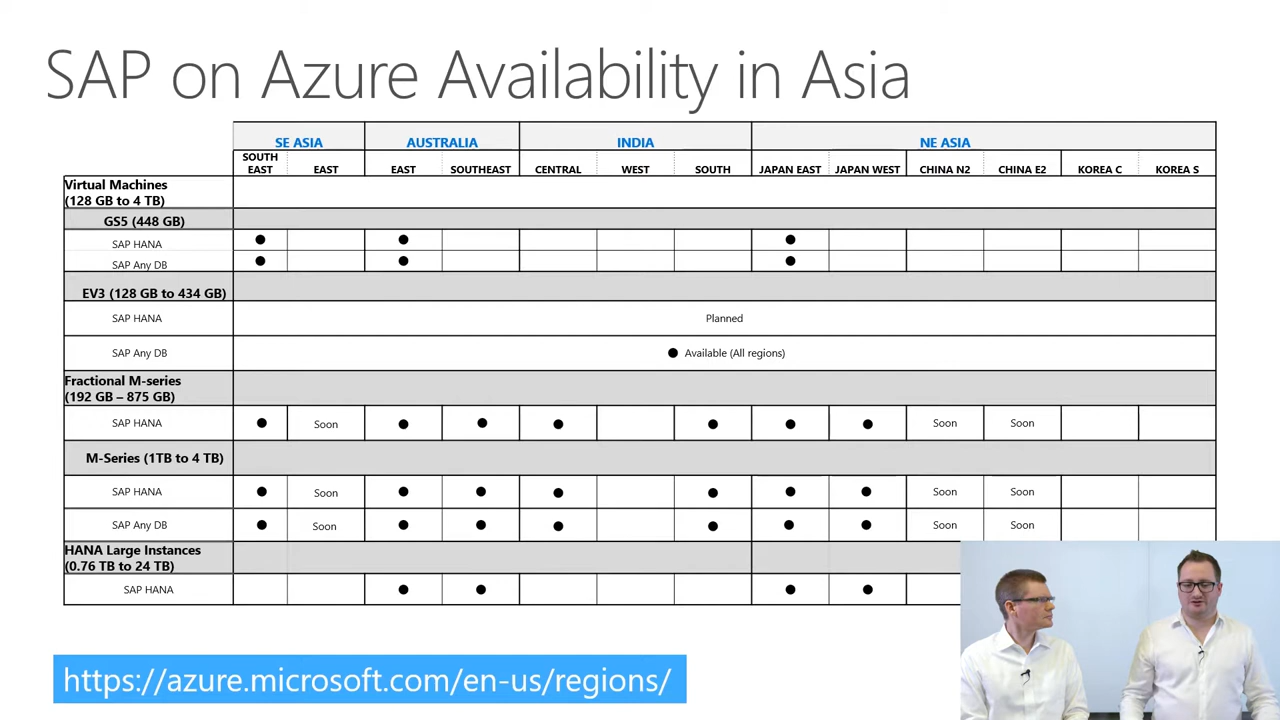 SAP on Azure Availability in Asia
SE ASIA AUSTRALIA INDIA NE ASIA
SOUTH EAST EAST EAST SOUTHEAST CENTRAL WEST SOUTH JAPAN EAST JAPAN WEST CHINA N2 CHINA E2 KOREA C KOREA S
Virtual Machines
(128 GB to 4 TB)
GS5 (448 GB)
SAP HANA ● ● ●
SAP Any DB ● ● ●
EV3 (128 GB to 434 GB)
SAP HANA Planned
SAP Any DB ● Available (All regions)
Fractional M-series
(192 GB – 875 GB)
SAP HANA ● Soon ● ● ● ● ● ● Soon Soon
M-Series (1TB to 4 TB)
SAP HANA ● Soon ● ● ● ● ● ● Soon Soon
SAP Any DB ● Soon ● ● ● ● ● ● Soon Soon
HANA Large Instances
(0.76 TB to 24 TB)
SAP HANA ● ● ● ●
https://azure.microsoft.com/en-us/regions/